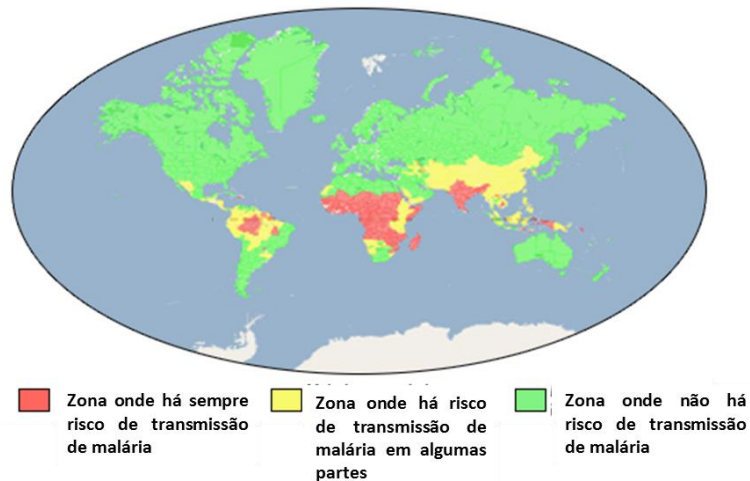 Zona onde há sempre
risco de transmissão
de malária
Zona onde há risco
de transmissão de
malária em algumas
partes
Zona onde não há
risco de transmissão
de malária